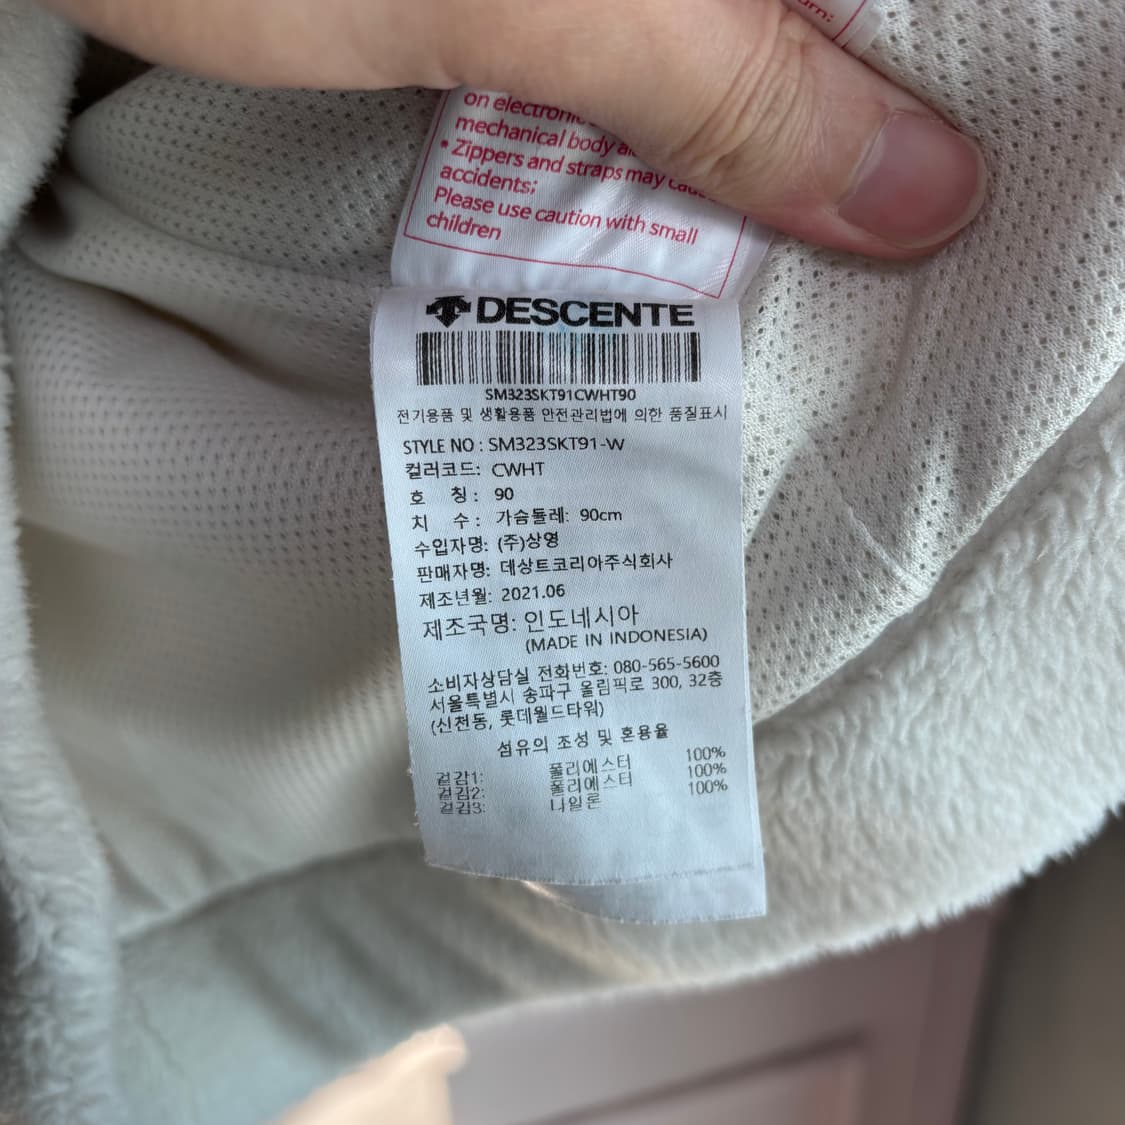 urn:
on electronic
mechanical body
• Zippers and straps may
accidents;
Please use caution with small
children
DESCENTE
SM323SKT91CWHT90
전기용품 및 생활용품 안전관리법에 의한 품질표시
STYLE NO : SM323SKT91-W
컬러코드: CWHT
호 칭 : 90
치 수 : 가슴둘레: 90cm
수입자명: (주)상영
판매자명: 데상트코리아주식회사
제조년월: 2021.06
제조국명: 인도네시아
(MADE IN INDONESIA)
소비자상담실 전화번호: 080-565-5600
서울특별시 송파구 올림픽로 300, 32층
(신천동, 롯데월드타워)
섬유의 조성 및 혼용율
겉감1: 폴리에스터 100%
겉감2: 폴리에스터 100%
겉감3: 나일론 100%